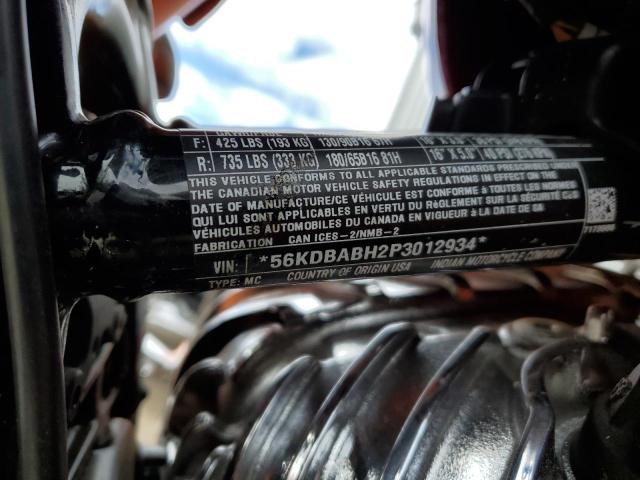 F: 425 LBS (193 KG) 130/90B16
R: 735 LBS (333 KG) 180/65B16 81H 16" X 5.0"
THIS VEHICLE CONFORMS TO ALL APPLICABLE STANDARDS PRESCRIBED UNDER
THE CANADIAN MOTOR VEHICLE SAFETY REGULATIONS IN EFFECT ON THE
DATE OF MANUFACTURE/CE VÉHICULE EST CONFORME À TOUTES LES NORMES
QUI LUI SONT APPLICABLES EN VERTU DU RÈGLEMENT SUR LA SÉCURITÉ DES
VÉHICULES AUTOMOBILES DU CANADA EN VIGUEUR À LA DATE DE SA
FABRICATION CAN ICES-2/NMB-2
VIN: *56KDBABH2P3012934*
TYPE: MC COUNTRY OF ORIGIN USA INDIAN MOTORCYCLE COMPANY